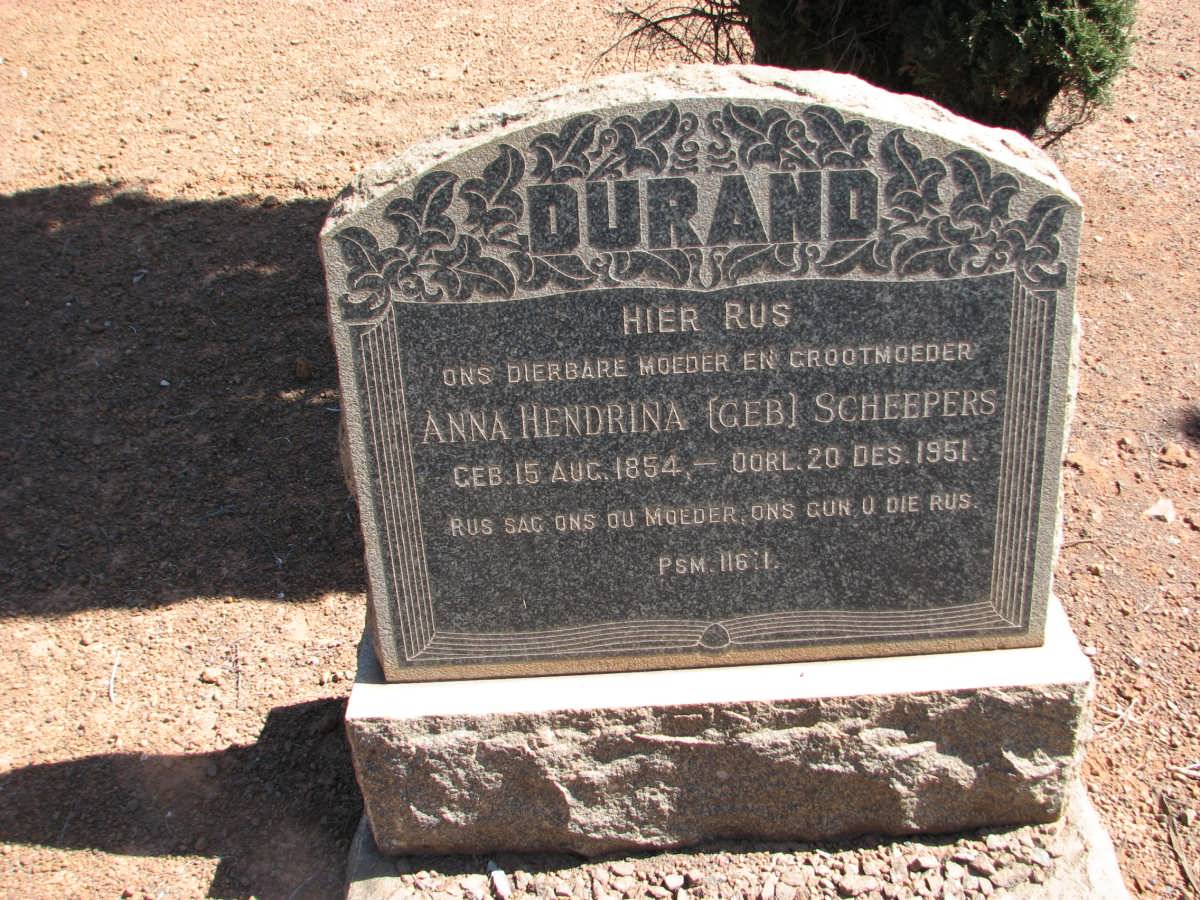 DURAND
HIER RUS
ONS DIERBARE MOEDER EN GROOTMOEDER
ANNA HENDRINA [GEB] SCHEEPERS
GEB. 15 AUG. 1854, — OORL. 20 DES. 1951.
RUS SAG ONS OU MOEDER, ONS GUN U DIE RUS.
PSM. 116:1.